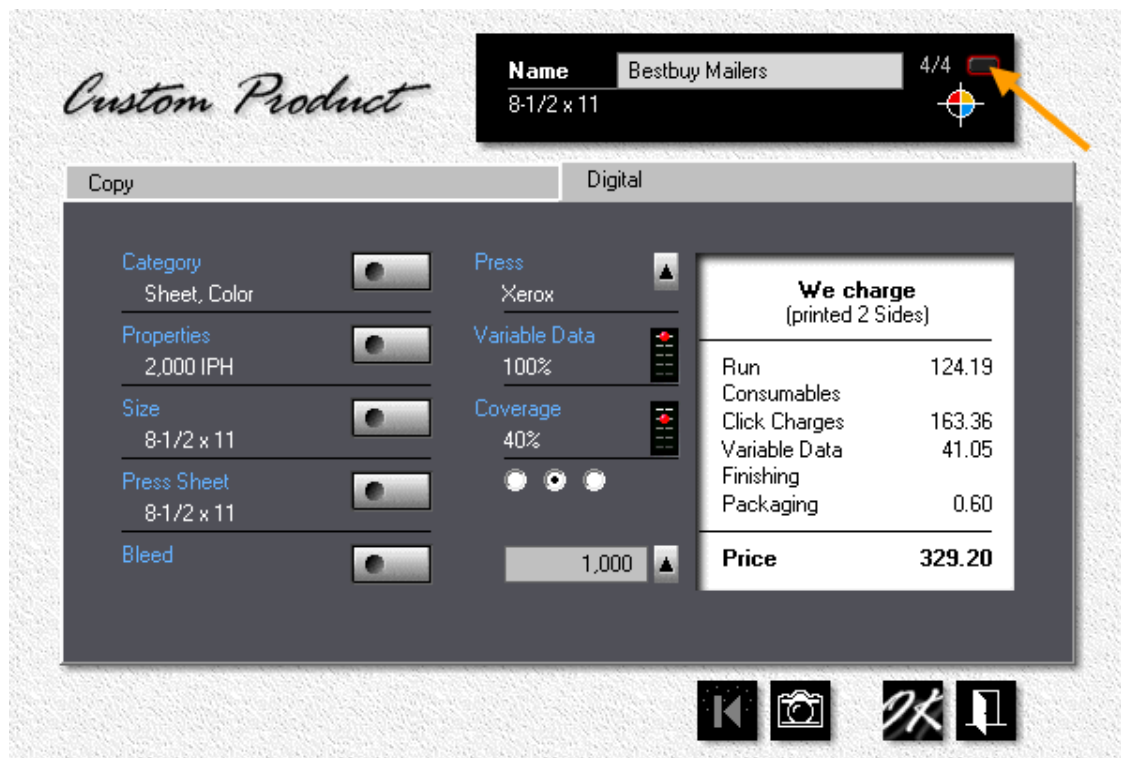 Custom Product
Name Bestbuy Mailers 4/4
8-1/2 x 11
Copy
Digital
Category
Sheet, Color
Properties
2,000 IPH
Size
8-1/2 x 11
Press Sheet
8-1/2 x 11
Bleed
Press
Xerox
Variable Data
100%
Coverage
40%
1,000
We charge
(printed 2 Sides)
Run 124.19
Consumables
Click Charges 163.36
Variable Data 41.05
Finishing
Packaging 0.60
Price 329.20
OK